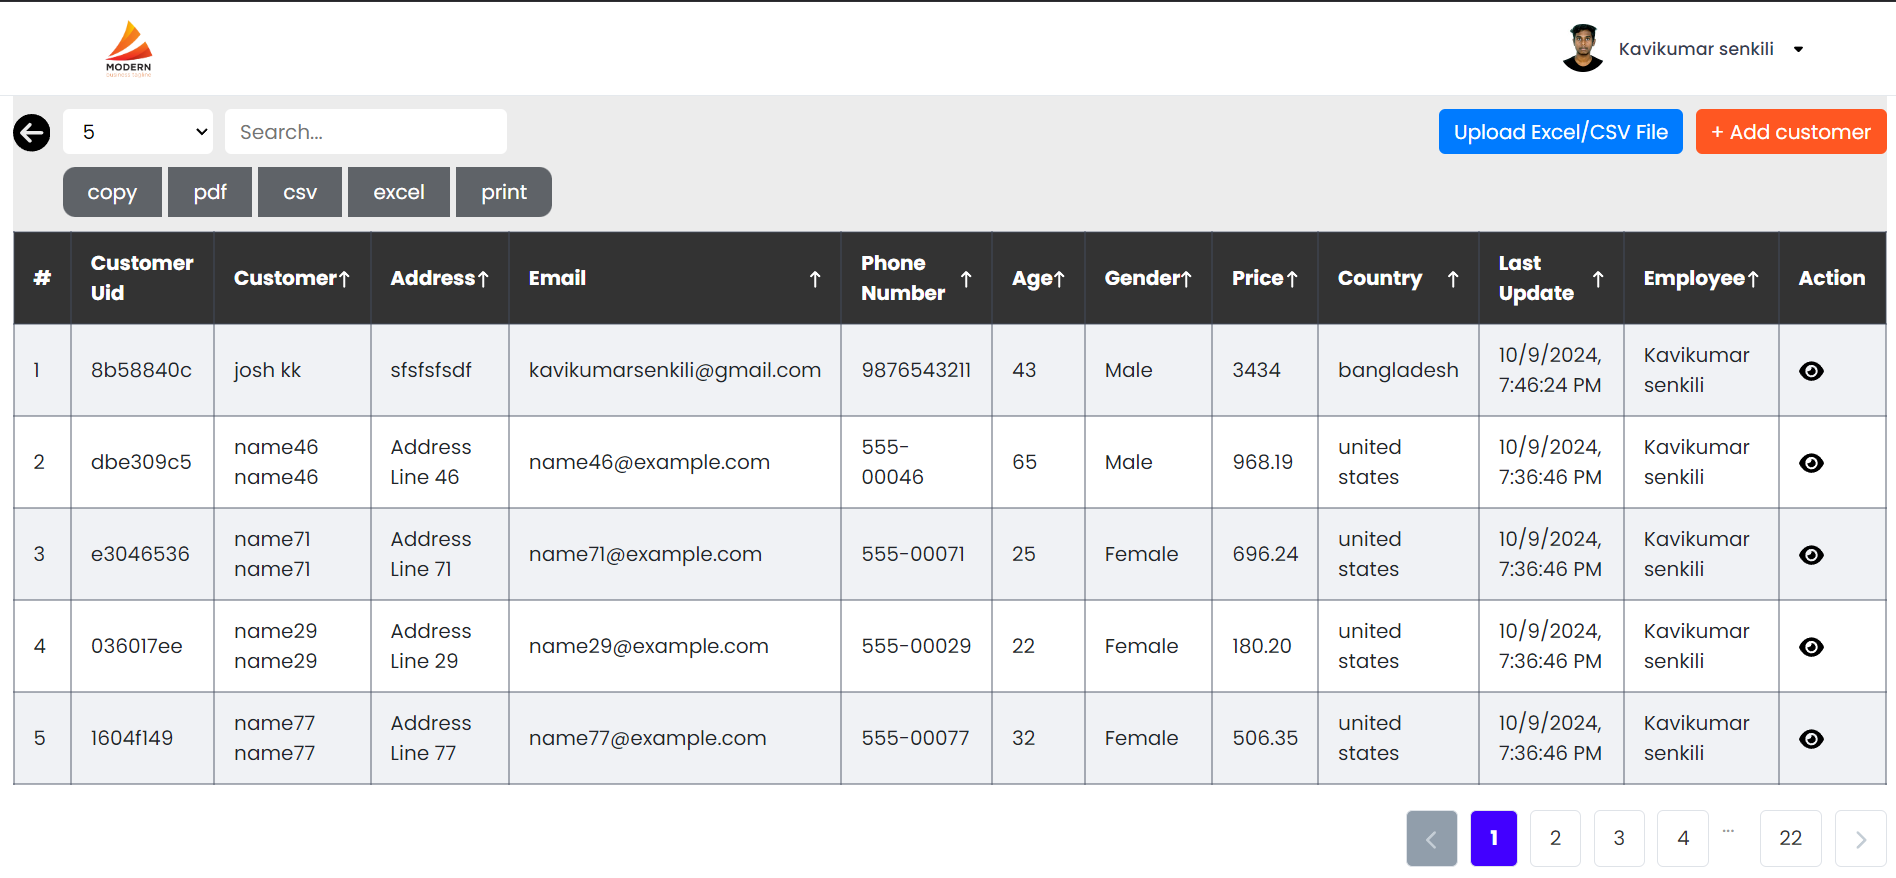 MODERN
business tagline
Kavikumar senkili
5
Search...
Upload Excel/CSV File
+ Add customer
copy
pdf
csv
excel
print
#
Customer
Uid
Customer↑
Address↑
Email ↑
Phone
Number ↑
Age↑
Gender↑
Price↑
Country ↑
Last
Update ↑
Employee↑
Action
1
8b58840c
josh kk
sfsfsfsdf
kavikumarsenkili@gmail.com
9876543211
43
Male
3434
bangladesh
10/9/2024,
7:46:24 PM
Kavikumar
senkili
2
dbe309c5
name46
name46
Address
Line 46
name46@example.com
555-
00046
65
Male
968.19
united
states
10/9/2024,
7:36:46 PM
Kavikumar
senkili
3
e3046536
name71
name71
Address
Line 71
name71@example.com
555-00071
25
Female
696.24
united
states
10/9/2024,
7:36:46 PM
Kavikumar
senkili
4
036017ee
name29
name29
Address
Line 29
name29@example.com
555-00029
22
Female
180.20
united
states
10/9/2024,
7:36:46 PM
Kavikumar
senkili
5
1604f149
name77
name77
Address
Line 77
name77@example.com
555-00077
32
Female
506.35
united
states
10/9/2024,
7:36:46 PM
Kavikumar
senkili
1
2
3
4
...
22